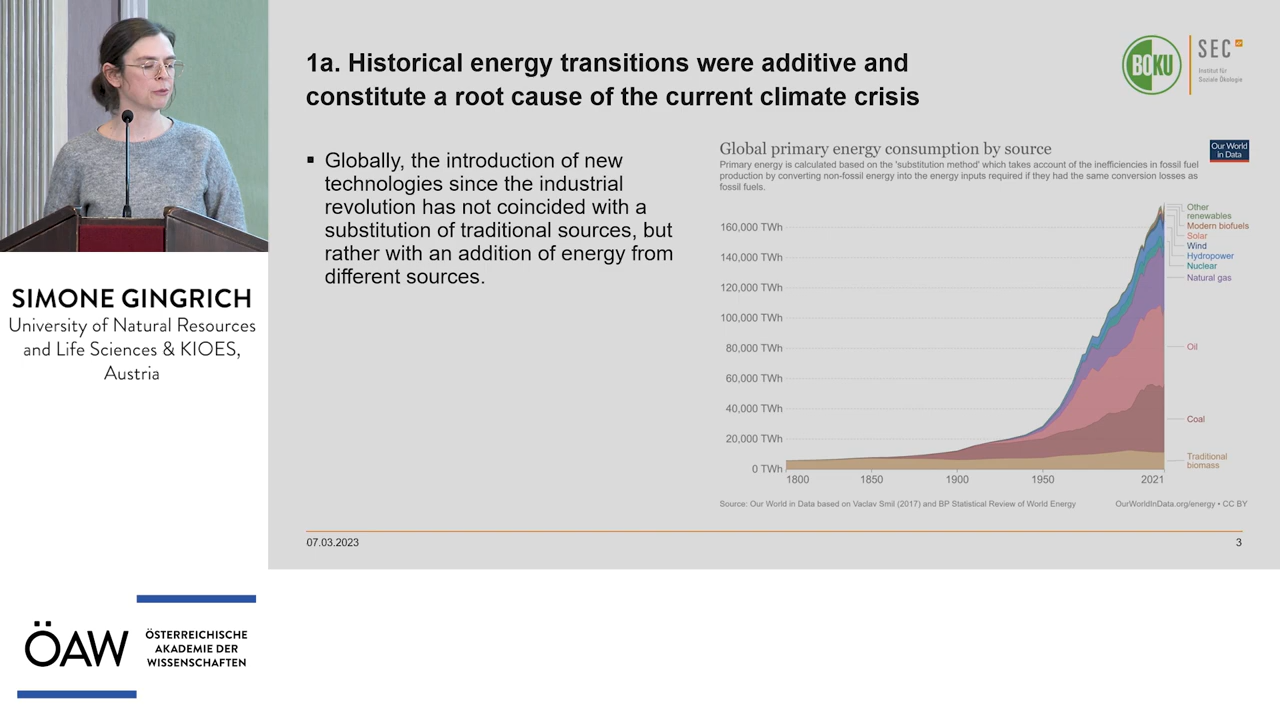 SIMONE GINGRICH
University of Natural Resources
and Life Sciences & KIOES,
Austria
ÖAW
ÖSTERREICHISCHE
AKADEMIE DER
WISSENSCHAFTEN
1a. Historical energy transitions were additive and
constitute a root cause of the current climate crisis
BOKU
SEC
Institut für
Soziale Ökologie
▪ Globally, the introduction of new
technologies since the industrial
revolution has not coincided with a
substitution of traditional sources, but
rather with an addition of energy from
different sources.
Global primary energy consumption by source
Our World
in Data
Primary energy is calculated based on the 'substitution method' which takes account of the inefficiencies in fossil fuel
production by converting non-fossil energy into the energy inputs required if they had the same conversion losses as
fossil fuels.
160,000 TWh
140,000 TWh
120,000 TWh
100,000 TWh
80,000 TWh
60,000 TWh
40,000 TWh
20,000 TWh
0 TWh
1800 1850 1900 1950 2021
Other
renewables
Modern biofuels
Solar
Wind
Hydropower
Nuclear
Natural gas
Oil
Coal
Traditional
biomass
Source: Our World in Data based on Vaclav Smil (2017) and BP Statistical Review of World Energy
OurWorldInData.org/energy • CC BY
07.03.2023
3